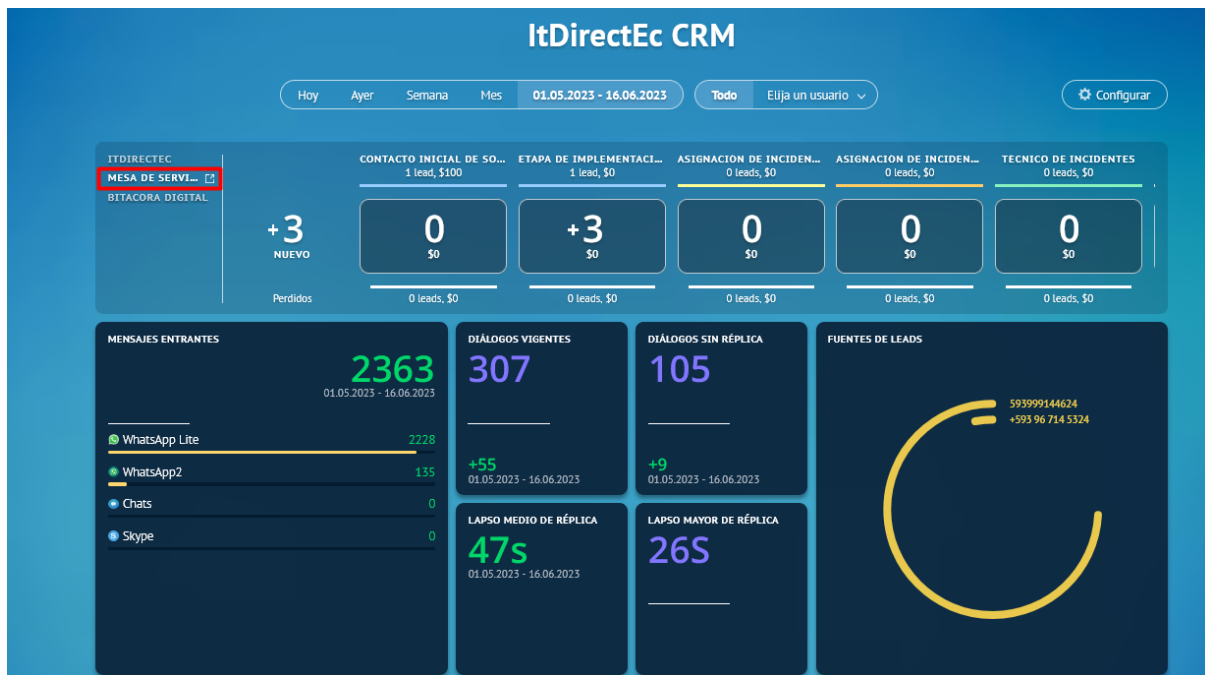 ItDirectEc CRM
Hoy Ayer Semana Mes 01.05.2023 - 16.06.2023 Todo Elija un usuario Configurar
ITDIRECTEC
MESA DE SERVI...
BITACORA DIGITAL
+3
NUEVO
Perdidos
CONTACTO INICIAL DE SO...
1 lead, $100
0
$0
0 leads, $0
ETAPA DE IMPLEMENTACI...
1 lead, $0
+3
$0
0 leads, $0
ASIGNACION DE INCIDEN...
0 leads, $0
0
$0
0 leads, $0
ASIGNACION DE INCIDEN...
0 leads, $0
0
$0
0 leads, $0
TECNICO DE INCIDENTES
0 leads, $0
0
$0
0 leads, $0
MENSAJES ENTRANTES
2363
01.05.2023 - 16.06.2023
WhatsApp Lite 2228
WhatsApp2 135
Chats 0
Skype 0
DIÁLOGOS VIGENTES
307
+55
01.05.2023 - 16.06.2023
DIÁLOGOS SIN RÉPLICA
105
+9
01.05.2023 - 16.06.2023
LAPSO MEDIO DE RÉPLICA
47s
01.05.2023 - 16.06.2023
LAPSO MAYOR DE RÉPLICA
26S
FUENTES DE LEADS
593999144624
+593 96 714 5324